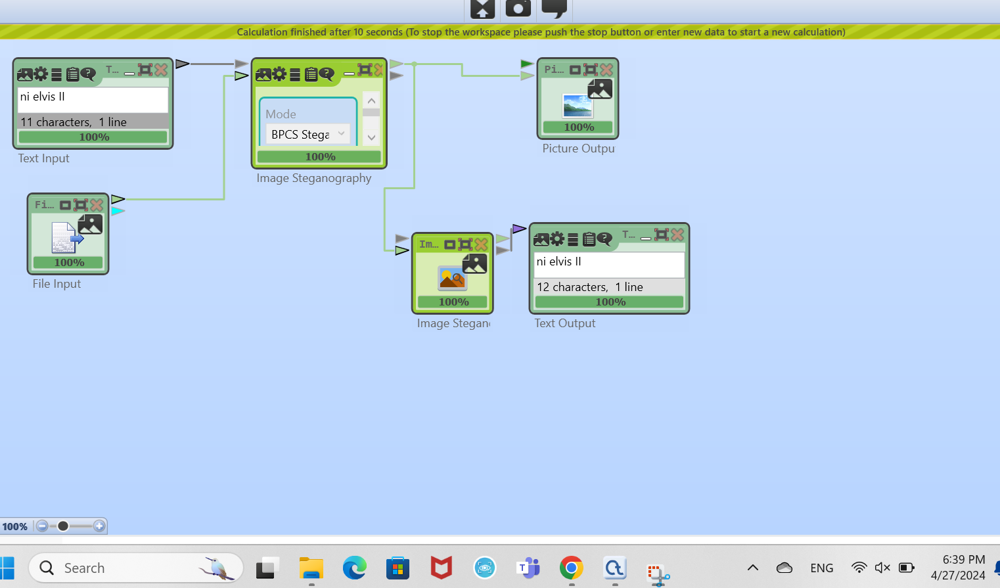 Calculation finished after 10 seconds (To stop the workspace please push the stop button or enter new data to start a new calculation)
T...
ni elvis II
11 characters,  1 line
100%
Text Input
Mode
BPCS Stega
100%
Image Steganography
Pi...
100%
Picture Outpu
Fi...
100%
File Input
Im...
100%
Image Stegan
T...
ni elvis II
12 characters,  1 line
100%
Text Output
100%
Search
T
ENG
6:39 PM
4/27/2024